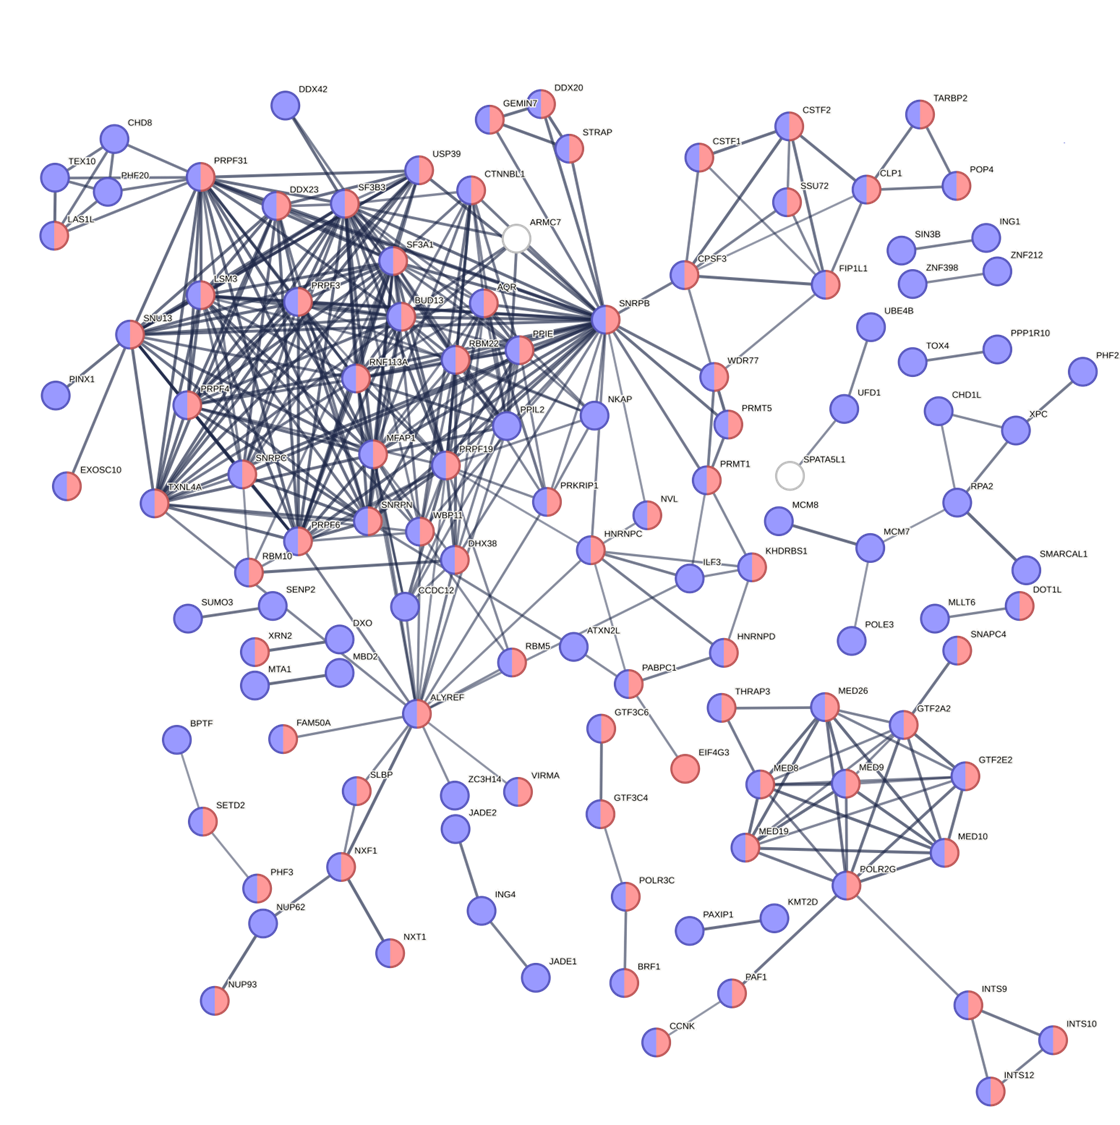 DDX42
DDX20
GEMIN7
CSTF2
TARBP2
CHD8
STRAP
CSTF1
TEX10
PRPF31
USP39
CLP1
POP4
PHF20
DDX23
SF3B3
CTNNBL1
SSU72
LAS1L
ARMC7
ING1
SIN3B
SF3A1
ZNF212
CPSF3
FIP1L1
ZNF398
LSM3
PRPF3
BUD13
AQR
SNRPB
SNU13
UBE4B
RBM22
PPIE
PPP1R10
TOX4
RNF113A
WDR77
PHF2
PINX1
PRPF4
NKAP
UFD1
CHD1L
PPIL2
PRMT5
XPC
MFAP1
PRPF19
SNRPC
SPATA5L1
PRMT1
EXOSC10
TXNL4A
PRKRIP1
RPA2
NVL
MCM8
SNRPN
WBP11
PRPF6
HNRNPC
MCM7
DHX38
KHDRBS1
RBM10
ILF3
SMARCAL1
CCDC12
SENP2
DOT1L
SUMO3
MLLT6
DXO
POLE3
XRN2
ATXN2L
HNRNPD
SNAPC4
RBM5
MBD2
MTA1
PABPC1
THRAP3
MED26
ALYREF
GTF2A2
GTF3C6
BPTF
FAM50A
EIF4G3
MED8
MED9
GTF2E2
SLBP
ZC3H14
VIRMA
SETD2
JADE2
GTF3C4
MED19
MED10
NXF1
POLR2G
PHF3
POLR3C
ING4
NUP62
KMT2D
PAXIP1
NXT1
JADE1
BRF1
PAF1
NUP93
INTS9
CCNK
INTS10
INTS12